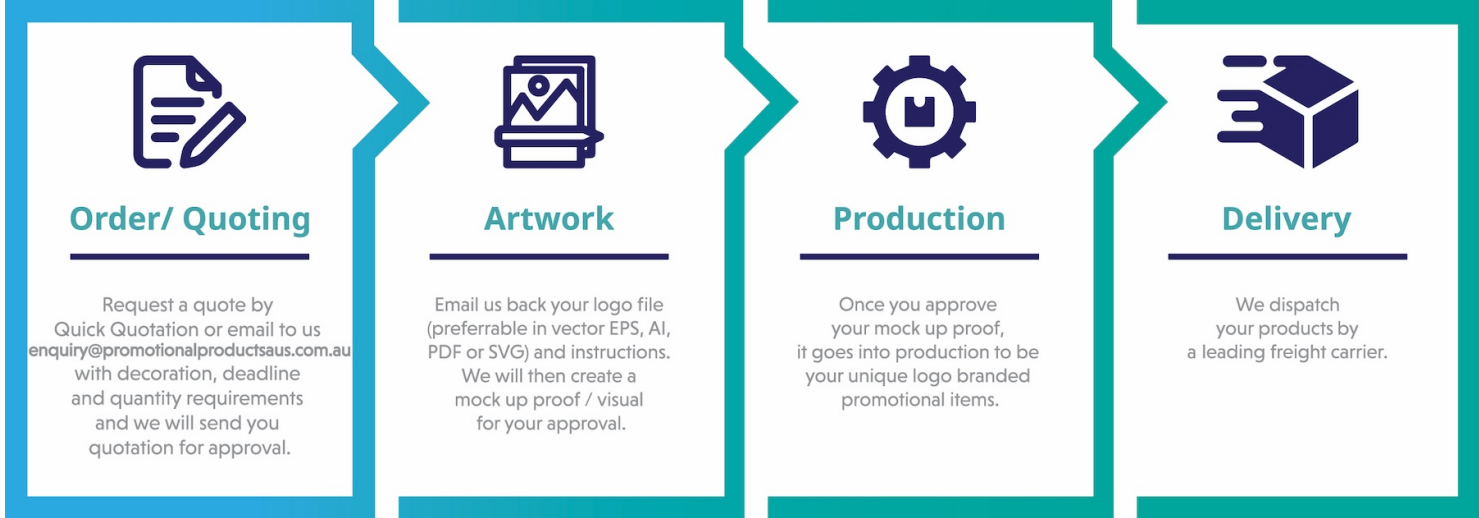 Order/ Quoting
Request a quote by
Quick Quotation or email to us
enquiry@promotionalproductsaus.com.au
with decoration, deadline
and quantity requirements
and we will send you
quotation for approval.
Artwork
Email us back your logo file
(preferrable in vector EPS, AI,
PDF or SVG) and instructions.
We will then create a
mock up proof / visual
for your approval.
Production
Once you approve
your mock up proof,
it goes into production to be
your unique logo branded
promotional items.
Delivery
We dispatch
your products by
a leading freight carrier.